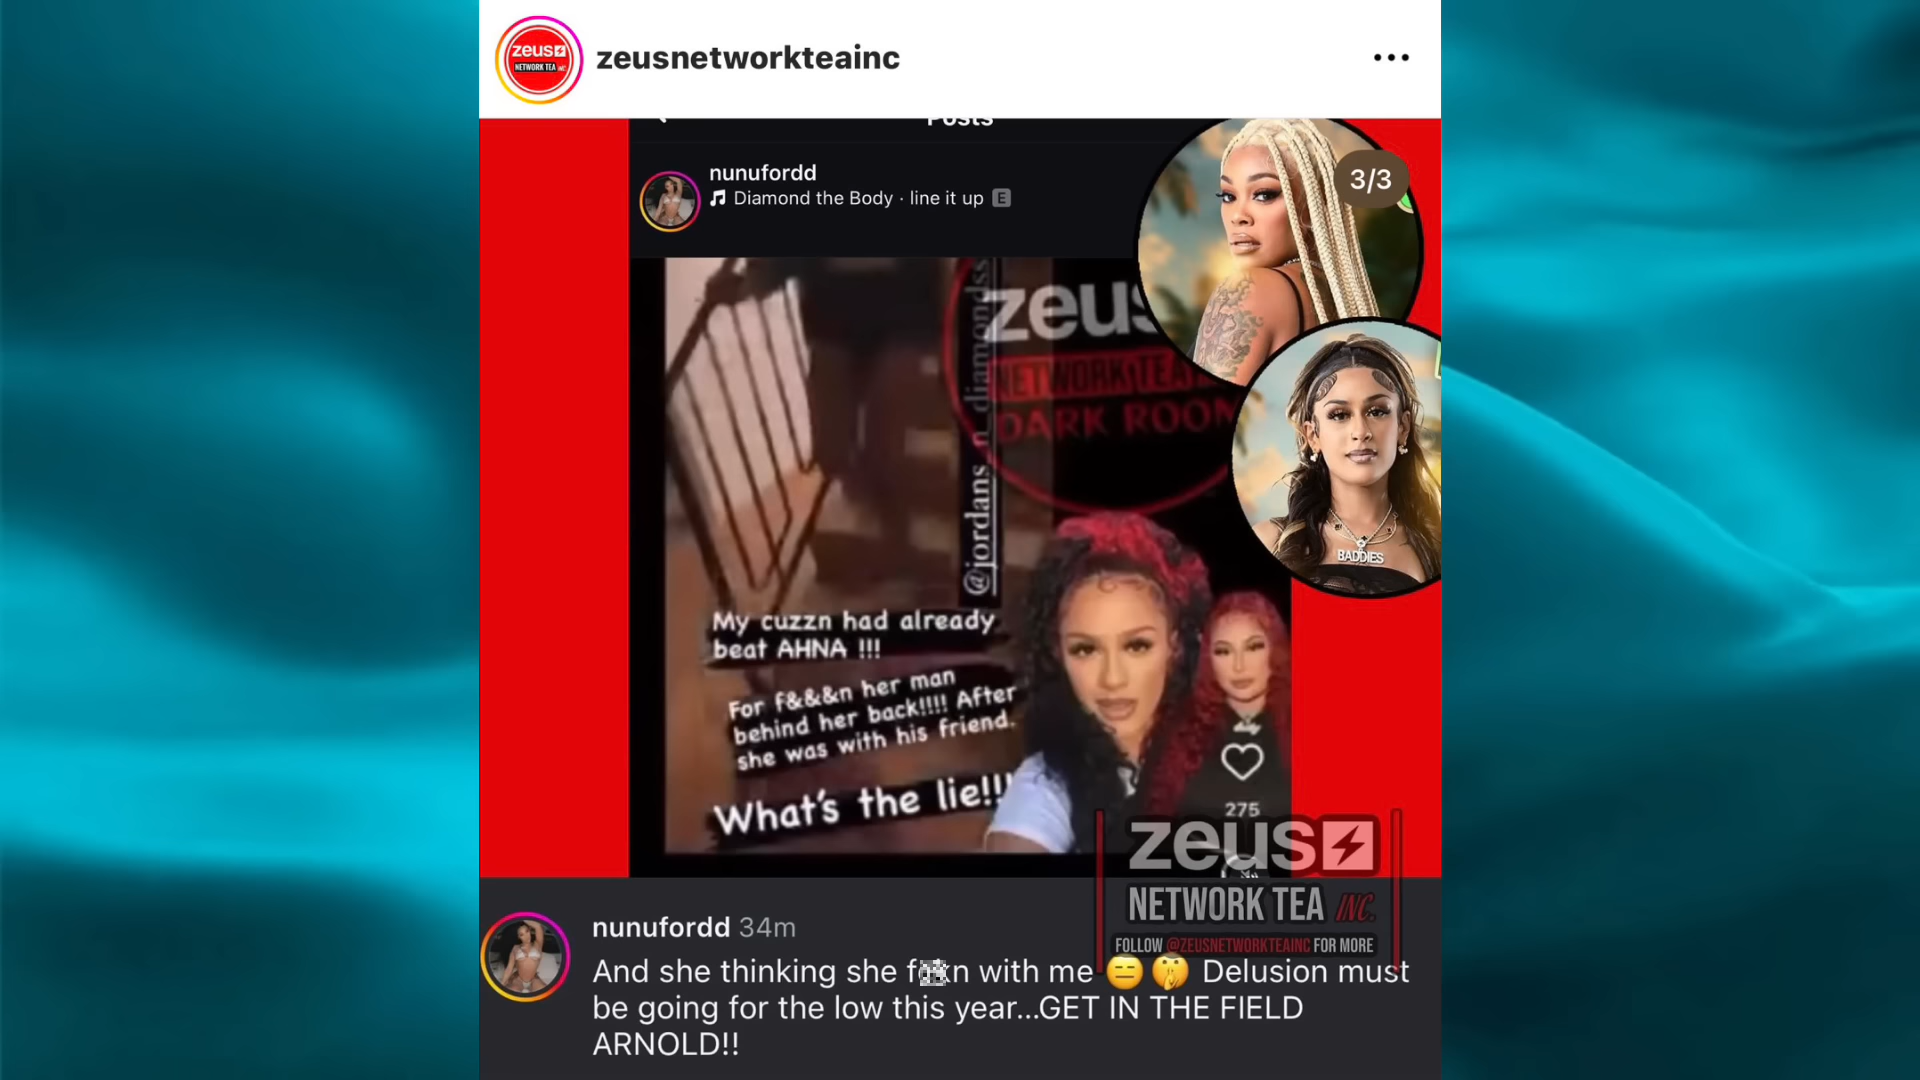 zeus
NETWORK TEA INC.
zeusnetworkteainc
Posts
nunufordd
Diamond the Body · line it up E
3/3
zeus
NETWORK TEA
DARK ROOM
@jordans_n_diamondss
BADDIES
My cuzzn had already
beat AHNA !!!
For f&&&n her man
behind her back!!!! After
she was with his friend.
What's the lie!!!
275
zeus
NETWORK TEA INC.
FOLLOW @ZEUSNETWORKTEAINC FOR MORE
nunufordd 34m
And she thinking she f kn with me 😑 🤫 Delusion must
be going for the low this year...GET IN THE FIELD
ARNOLD!!